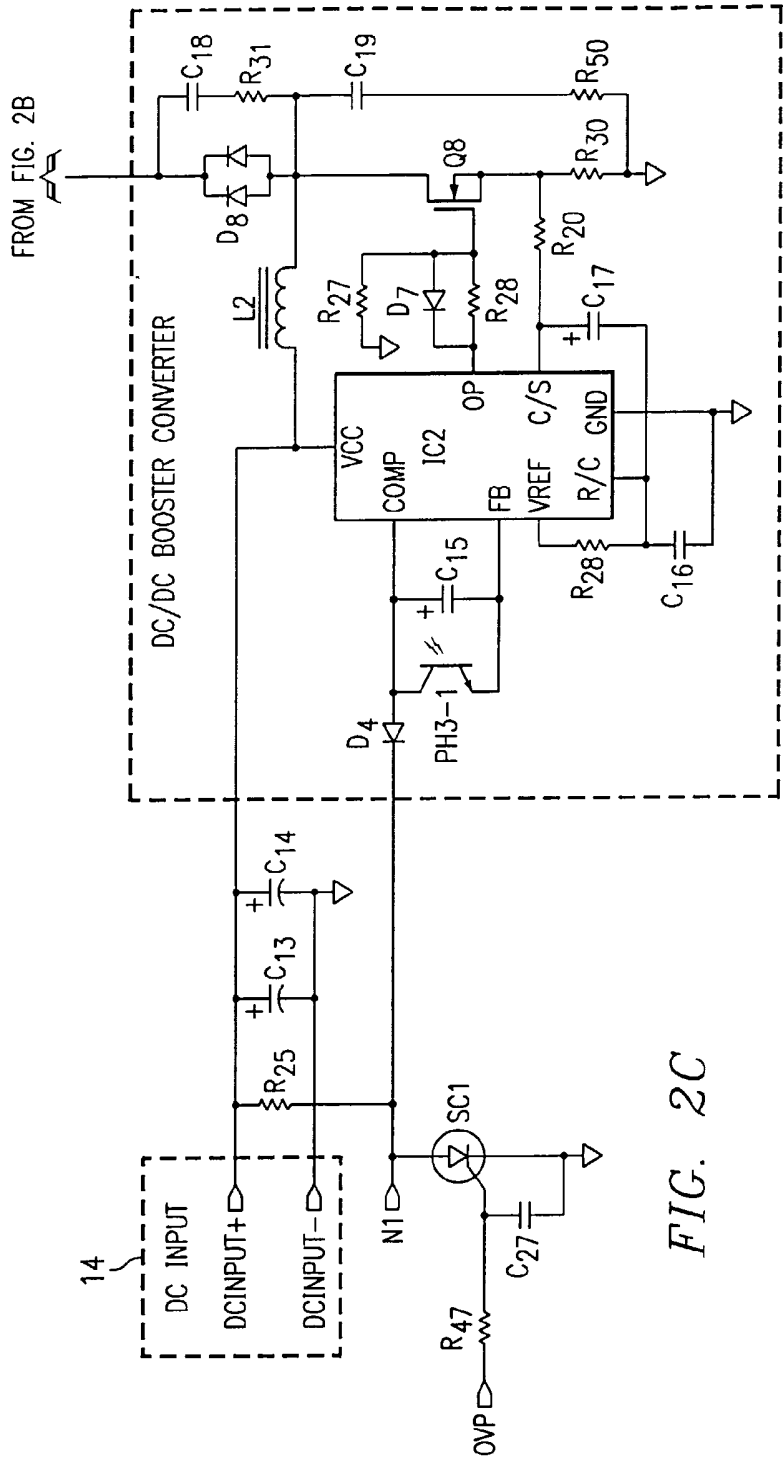 FROM FIG. 2B
DC/DC BOOSTER CONVERTER
C18
R31
D8
C19
L2
R50
Q8
R30
R27
D7
R28
R20
C17
+
VCC
COMP
IC2
OP
C/S
FB
VREF
R/C
GND
C15
+
R28
C16
D4
PH3-1
C14
+
C13
+
R25
14
DC INPUT
DCINPUT+
DCINPUT-
N1
SC1
C27
R47
OVP
FIG. 2C